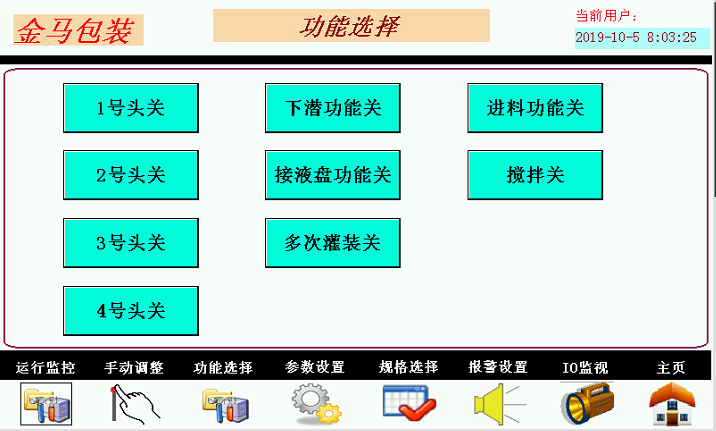 金马包装
功能选择
当前用户：
2019-10-5 8:03:25
1号头关
下潜功能关
进料功能关
2号头关
接液盘功能关
搅拌关
3号头关
多次灌装关
4号头关
运行监控
手动调整
功能选择
参数设置
规格选择
报警设置
IO监视
主页